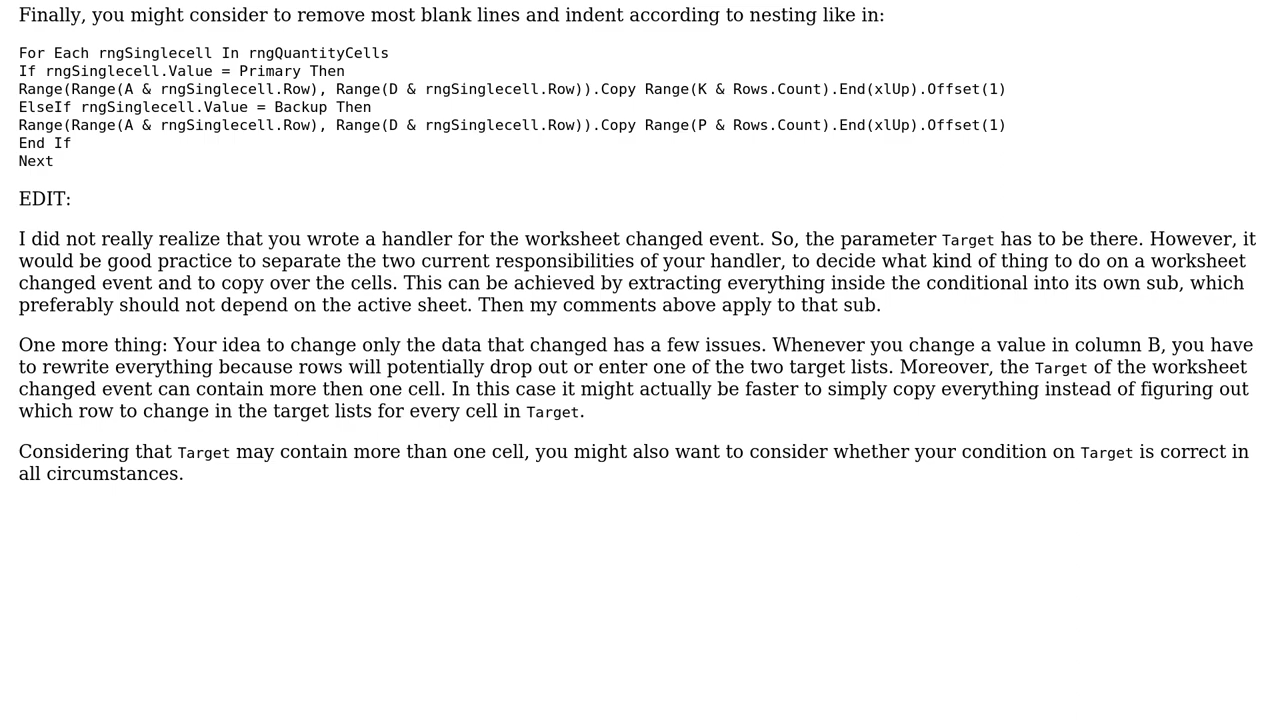 Finally, you might consider to remove most blank lines and indent according to nesting like in:
For Each rngSinglecell In rngQuantityCells
If rngSinglecell.Value = Primary Then
Range(Range(A & rngSinglecell.Row), Range(D & rngSinglecell.Row)).Copy Range(K & Rows.Count).End(xlUp).Offset(1)
ElseIf rngSinglecell.Value = Backup Then
Range(Range(A & rngSinglecell.Row), Range(D & rngSinglecell.Row)).Copy Range(P & Rows.Count).End(xlUp).Offset(1)
End If
Next
EDIT:
I did not really realize that you wrote a handler for the worksheet changed event. So, the parameter Target has to be there. However, it
would be good practice to separate the two current responsibilities of your handler, to decide what kind of thing to do on a worksheet
changed event and to copy over the cells. This can be achieved by extracting everything inside the conditional into its own sub, which
preferably should not depend on the active sheet. Then my comments above apply to that sub.
One more thing: Your idea to change only the data that changed has a few issues. Whenever you change a value in column B, you have
to rewrite everything because rows will potentially drop out or enter one of the two target lists. Moreover, the Target of the worksheet
changed event can contain more then one cell. In this case it might actually be faster to simply copy everything instead of figuring out
which row to change in the target lists for every cell in Target.
Considering that Target may contain more than one cell, you might also want to consider whether your condition on Target is correct in
all circumstances.